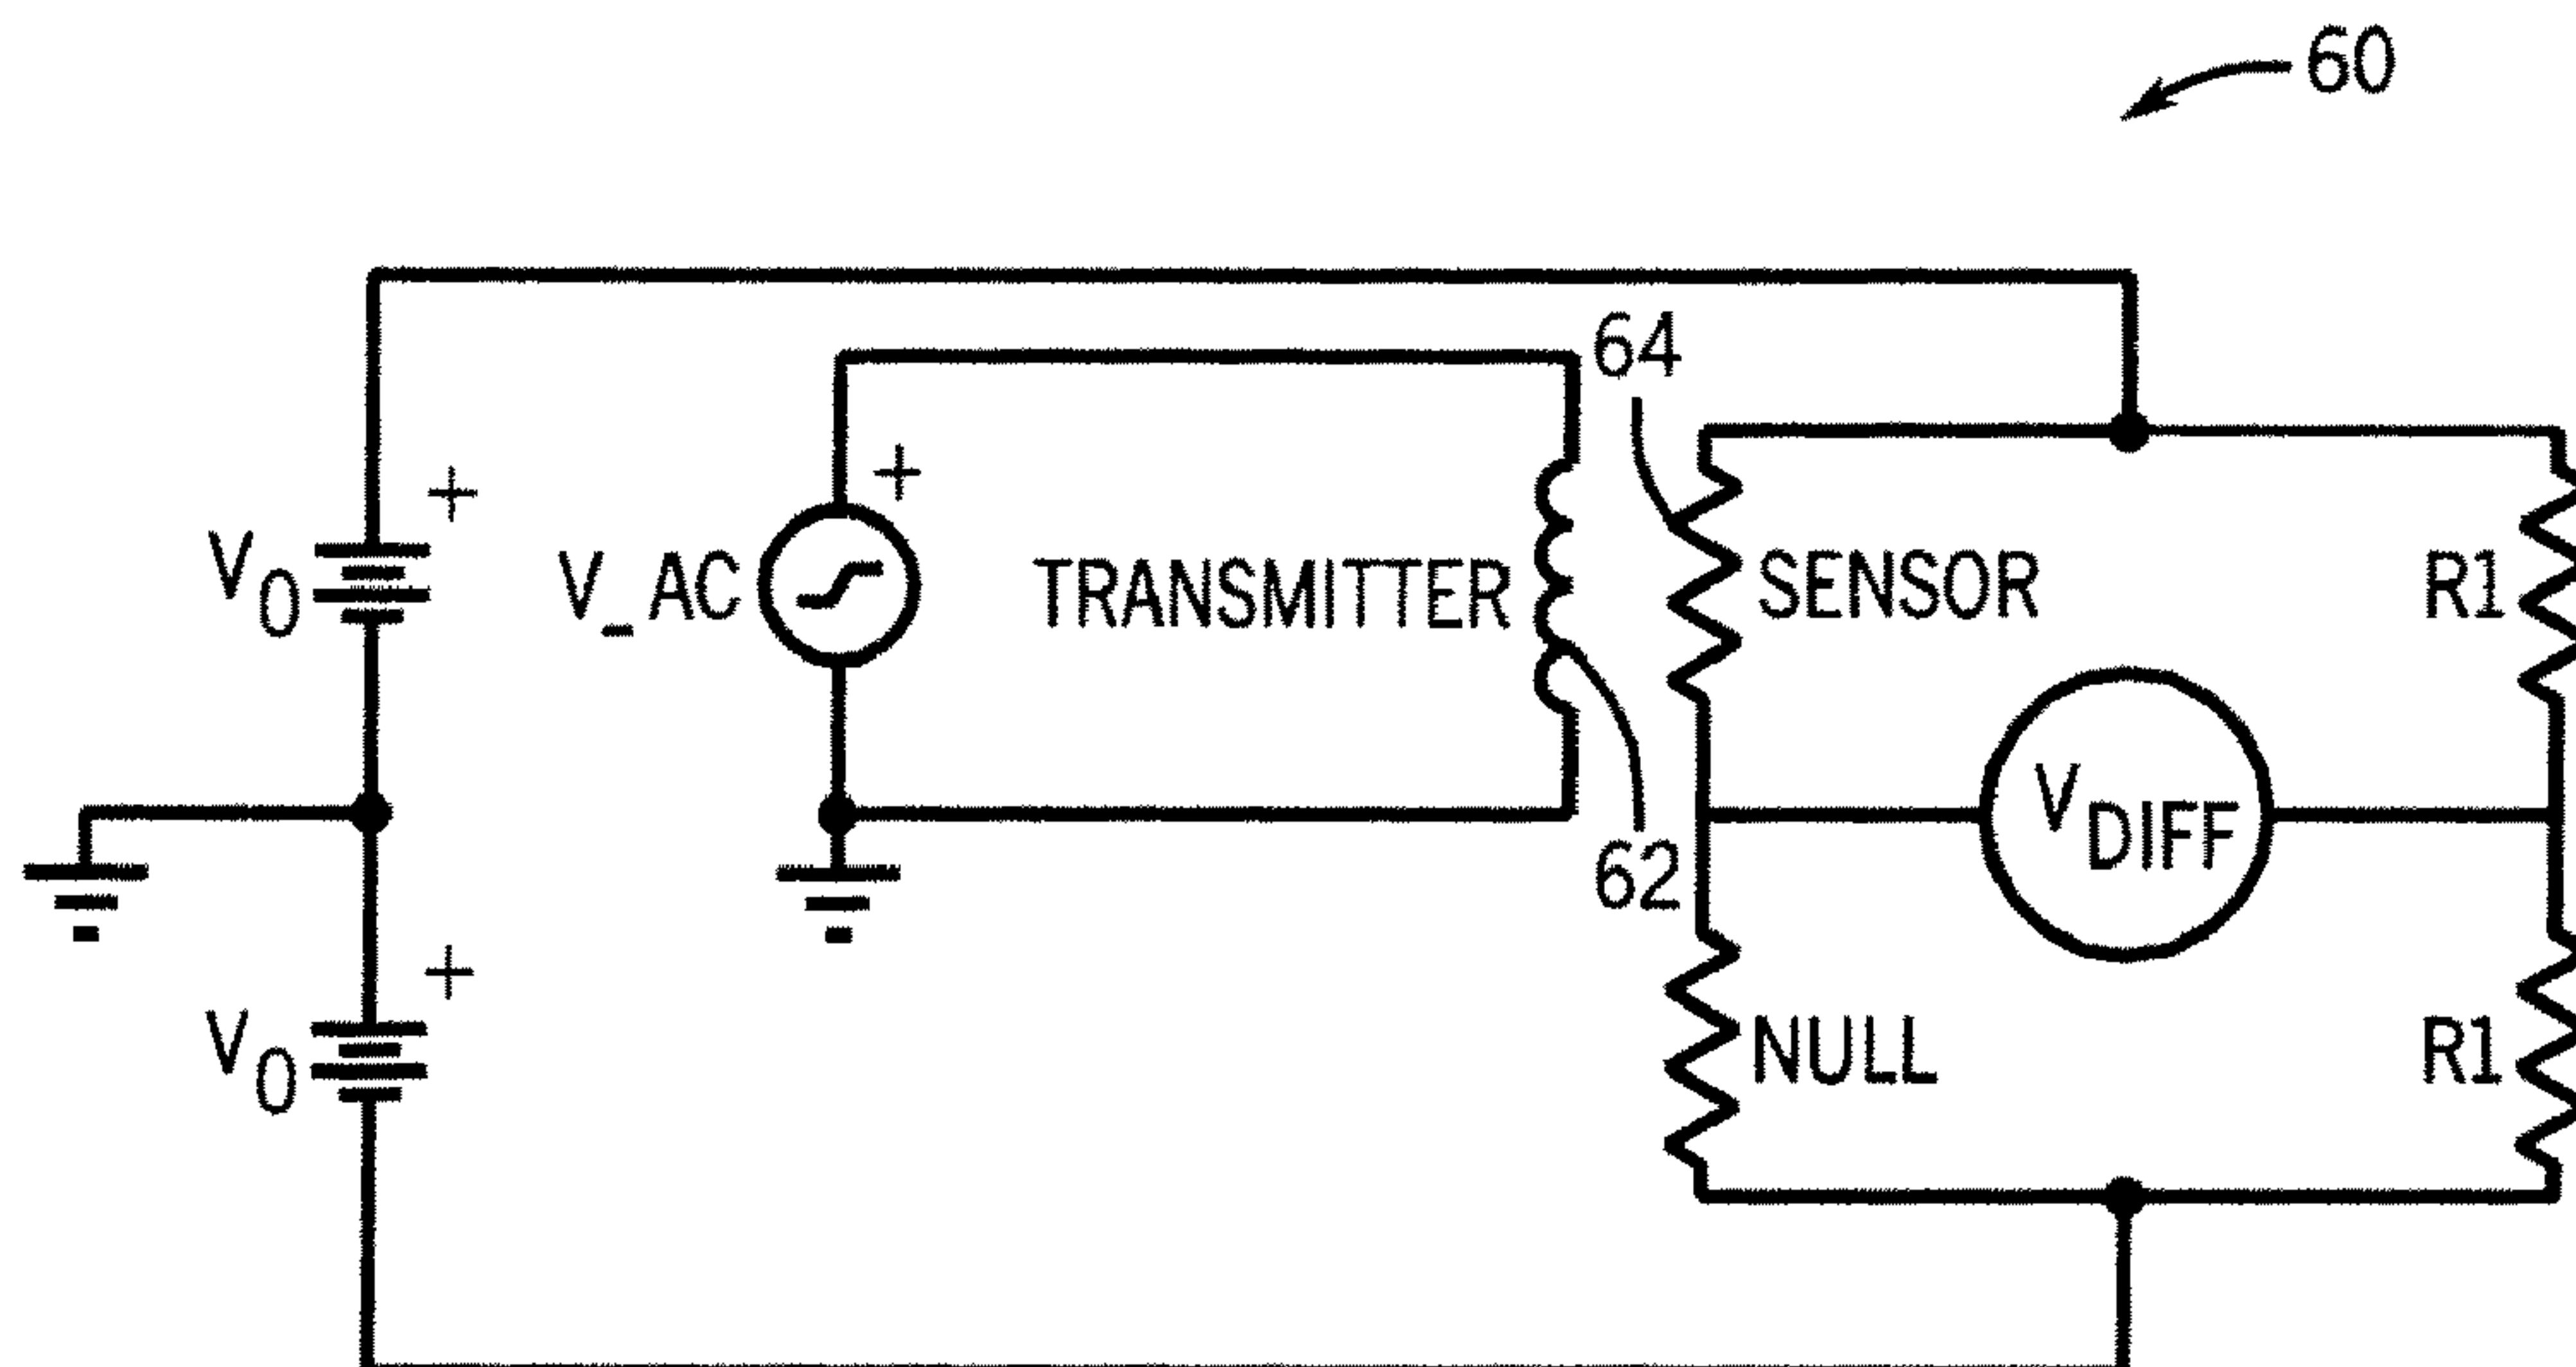 60
64
+
+
V0
V_AC
TRANSMITTER
SENSOR
R1
VDIFF
62
+
V0
NULL
R1